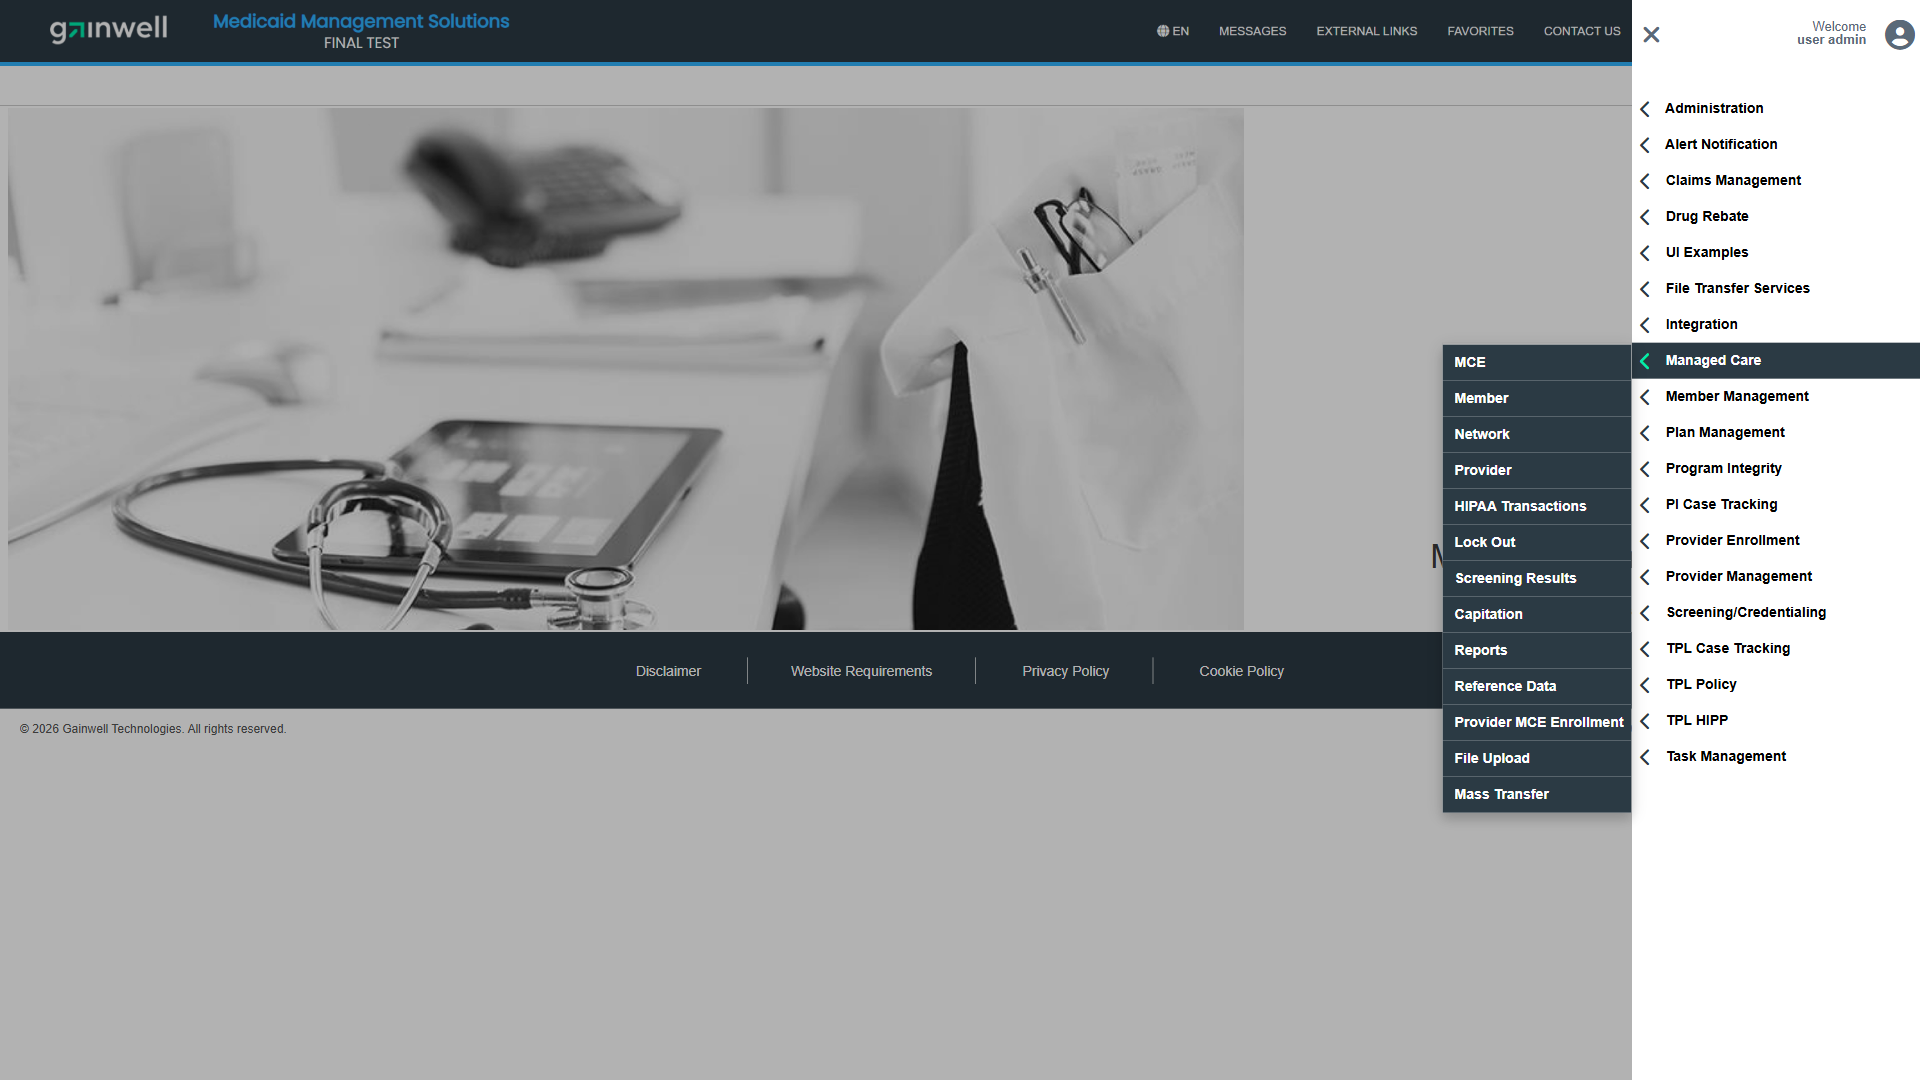 gainwell
Medicaid Management Solutions
FINAL TEST
EN
MESSAGES
EXTERNAL LINKS
FAVORITES
CONTACT US
Welcome
user admin
Administration
Alert Notification
Claims Management
Drug Rebate
UI Examples
File Transfer Services
Integration
Managed Care
Member Management
Plan Management
Program Integrity
PI Case Tracking
Provider Enrollment
Provider Management
Screening/Credentialing
TPL Case Tracking
TPL Policy
TPL HIPP
Task Management
MCE
Member
Network
Provider
HIPAA Transactions
Lock Out
Screening Results
Capitation
Reports
Reference Data
Provider MCE Enrollment
File Upload
Mass Transfer
Disclaimer
Website Requirements
Privacy Policy
Cookie Policy
© 2026 Gainwell Technologies. All rights reserved.